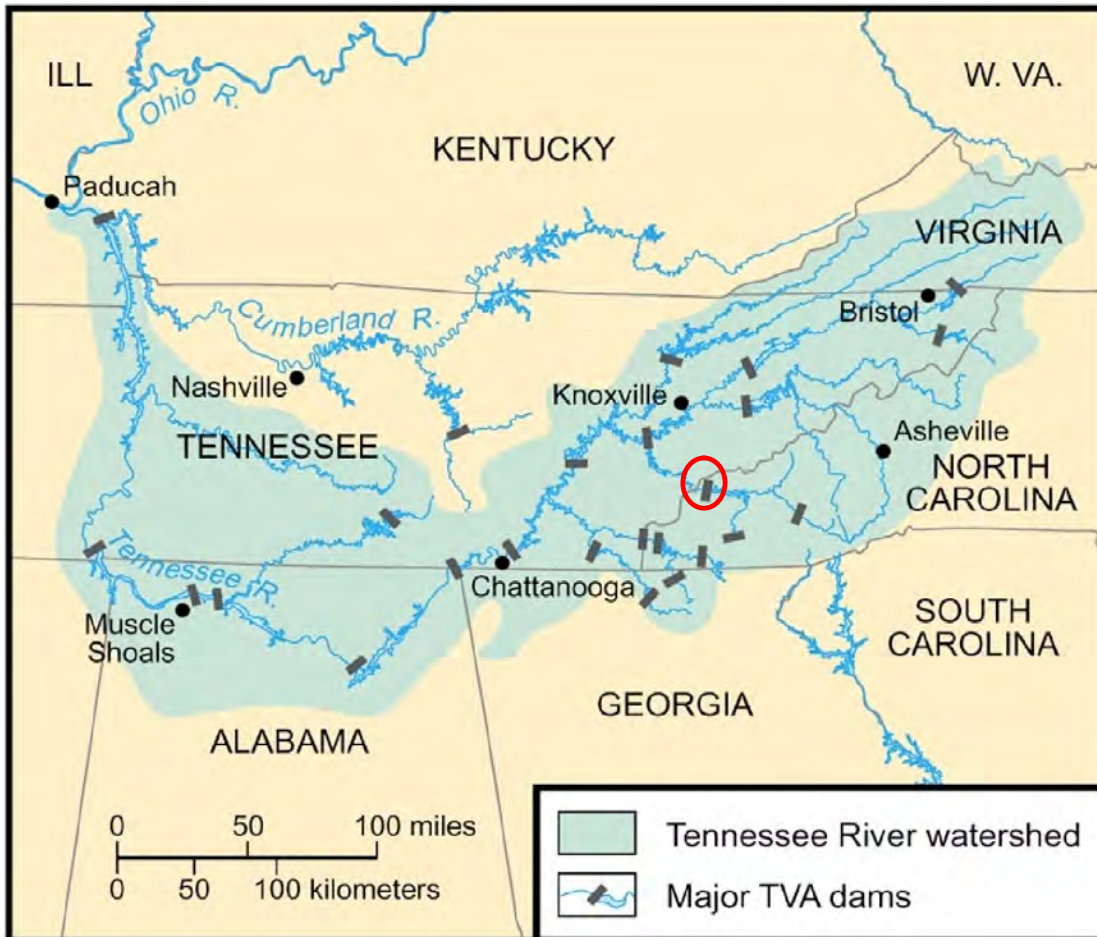 ILL
Ohio R.
W. VA.
KENTUCKY
Paducah
VIRGINIA
Bristol
Cumberland R.
Nashville
Knoxville
TENNESSEE
Asheville
NORTH
CAROLINA
Tennessee R.
Chattanooga
Muscle
Shoals
SOUTH
CAROLINA
GEORGIA
ALABAMA
0 50 100 miles
0 50 100 kilometers
Tennessee River watershed
Major TVA dams